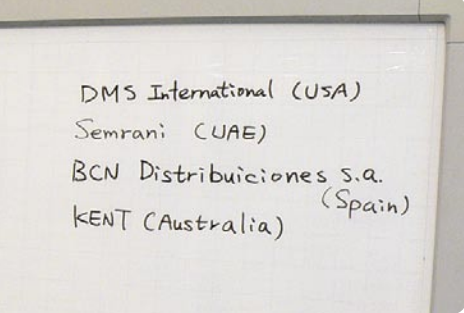 DMS International (USA)
Semrani (UAE)
BCN Distribuiciones s.a.
(Spain)
KENT (Australia)